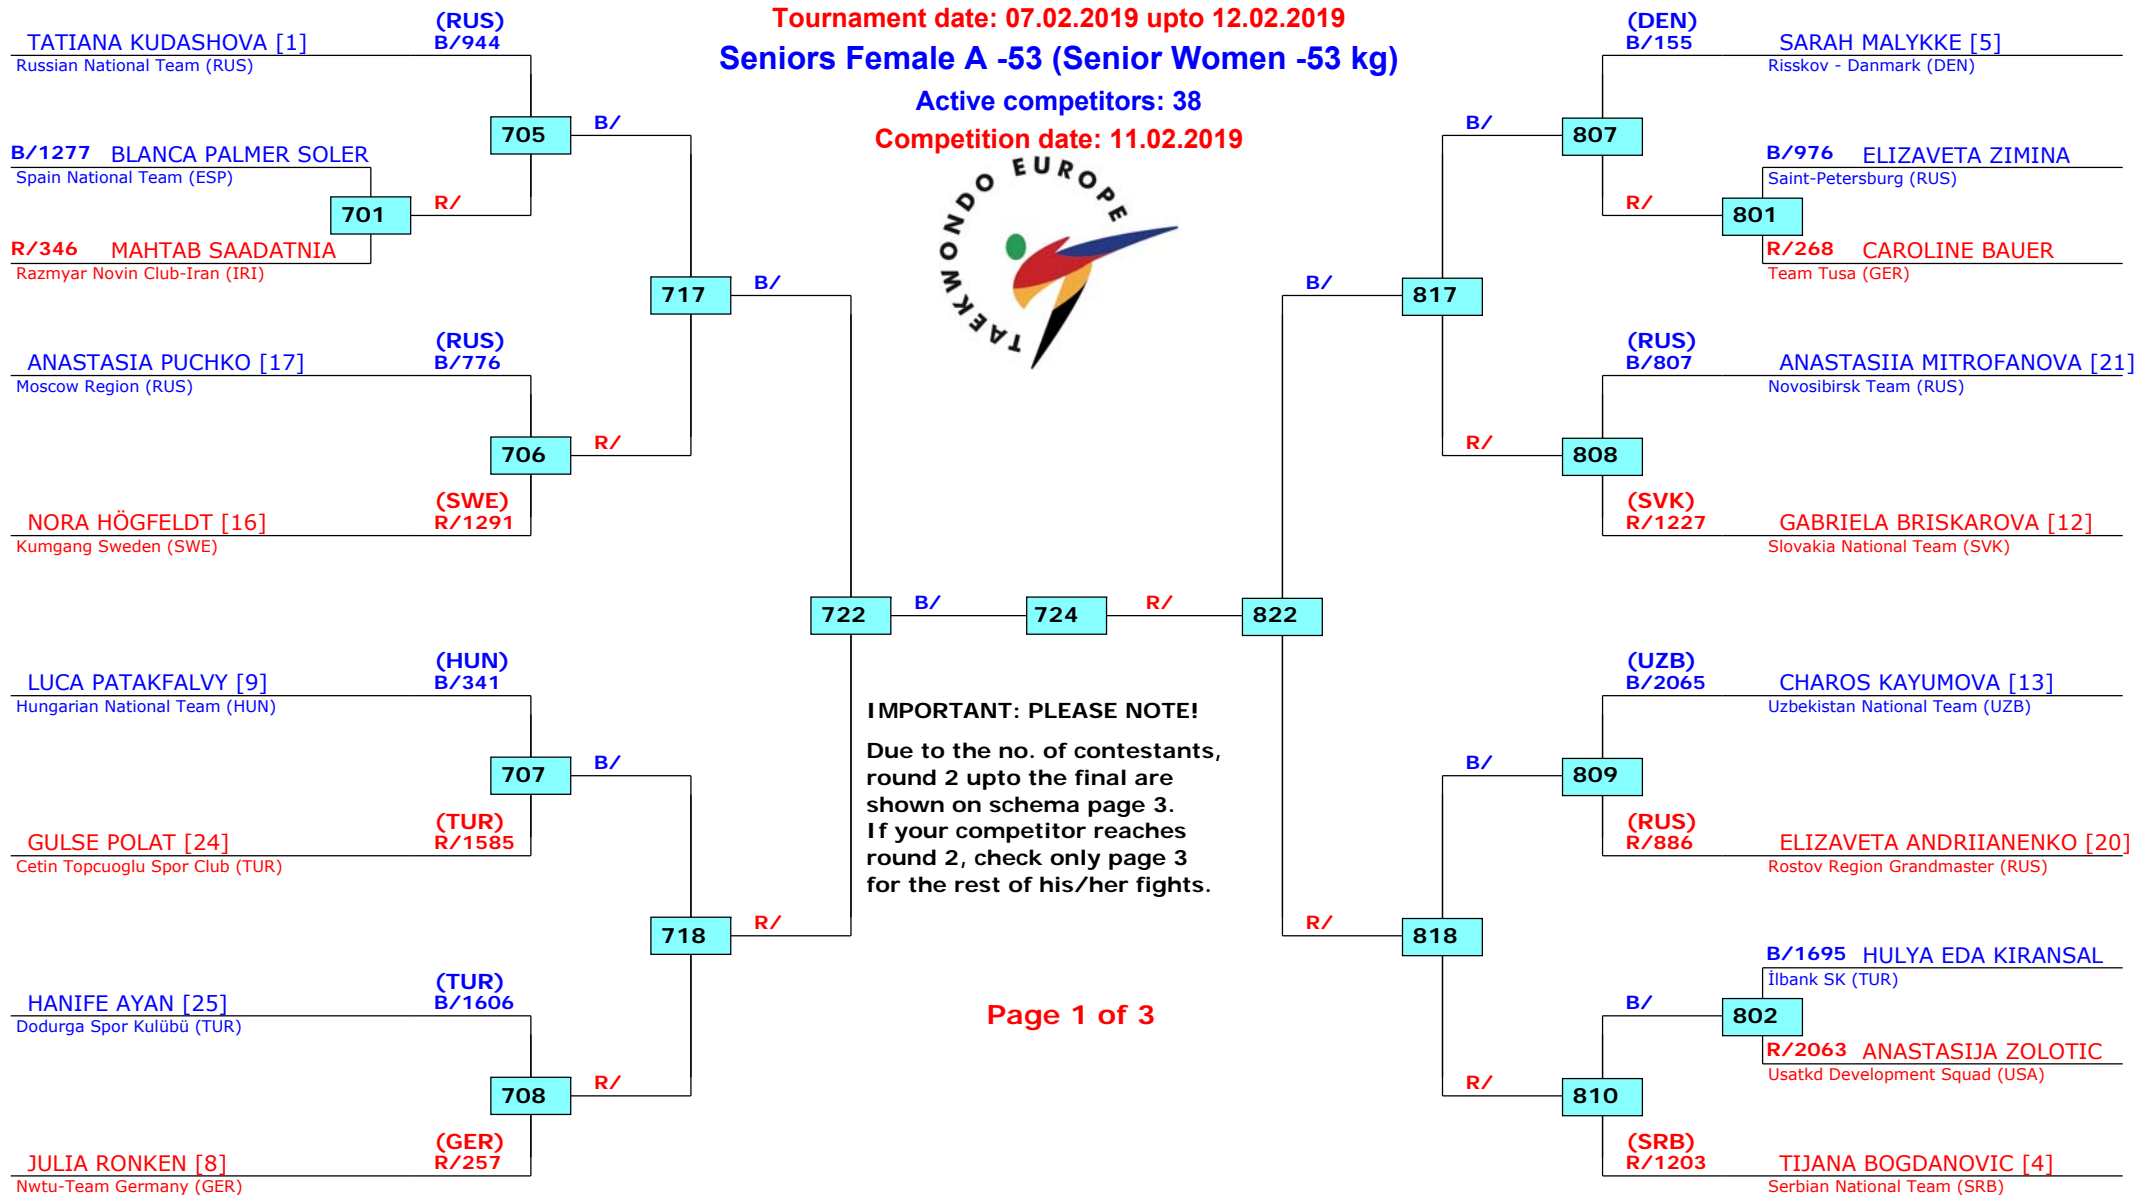 Tournament date: 07.02.2019 upto 12.02.2019
Seniors Female A -53 (Senior Women -53 kg)
Active competitors: 38
Competition date: 11.02.2019
TAEKWONDO EUROPE
(RUS)
TATIANA KUDASHOVA [1] B/944
Russian National Team (RUS)
705 B/
B/1277 BLANCA PALMER SOLER
Spain National Team (ESP)
701 R/
R/346 MAHTAB SAADATNIA
Razmyar Novin Club-Iran (IRI)
717 B/
(RUS)
ANASTASIA PUCHKO [17] B/776
Moscow Region (RUS)
706 R/
(SWE)
NORA HÖGFELDT [16] R/1291
Kumgang Sweden (SWE)
722 B/ 724 R/ 822
(HUN)
LUCA PATAKFALVY [9] B/341
Hungarian National Team (HUN)
707 B/
(TUR)
GULSE POLAT [24] R/1585
Cetin Topcuoglu Spor Club (TUR)
718 R/
(TUR)
HANIFE AYAN [25] B/1606
Dodurga Spor Kulübü (TUR)
708 R/
(GER)
JULIA RONKEN [8] R/257
Nwtu-Team Germany (GER)
IMPORTANT: PLEASE NOTE!
Due to the no. of contestants,
round 2 upto the final are
shown on schema page 3.
If your competitor reaches
round 2, check only page 3
for the rest of his/her fights.
Page 1 of 3
(DEN)
B/155 SARAH MALYKKE [5]
Risskov - Danmark (DEN)
B/ 807
B/976 ELIZAVETA ZIMINA
Saint-Petersburg (RUS)
R/ 801
R/268 CAROLINE BAUER
Team Tusa (GER)
B/ 817
(RUS)
B/807 ANASTASIIA MITROFANOVA [21]
Novosibirsk Team (RUS)
R/ 808
(SVK)
R/1227 GABRIELA BRISKAROVA [12]
Slovakia National Team (SVK)
(UZB)
B/2065 CHAROS KAYUMOVA [13]
Uzbekistan National Team (UZB)
B/ 809
(RUS)
R/886 ELIZAVETA ANDRIIANENKO [20]
Rostov Region Grandmaster (RUS)
R/ 818
B/1695 HULYA EDA KIRANSAL
İlbank SK (TUR)
B/ 802
R/2063 ANASTASIJA ZOLOTIC
Usatkd Development Squad (USA)
R/ 810
(SRB)
R/1203 TIJANA BOGDANOVIC [4]
Serbian National Team (SRB)